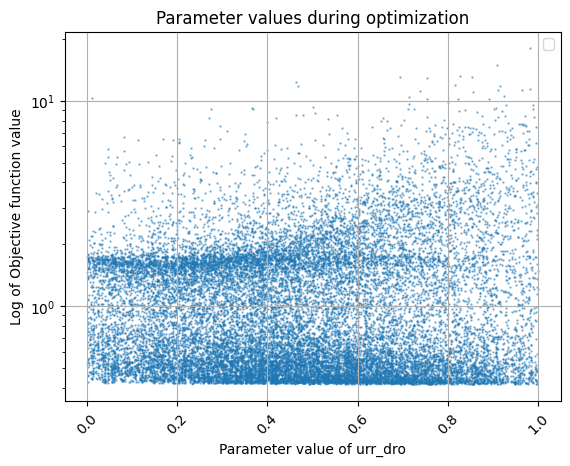 Parameter values during optimization
Log of Objective function value
10¹
10⁰
0.0
0.2
0.4
0.6
0.8
1.0
Parameter value of urr_dro